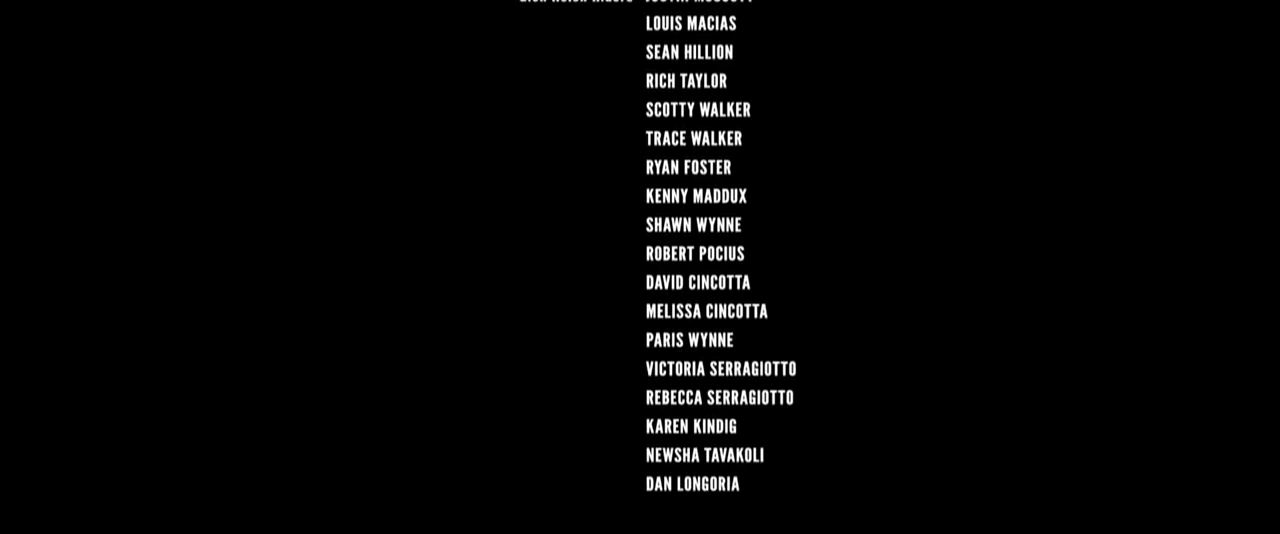 LOUIS MACIAS
SEAN HILLION
RICH TAYLOR
SCOTTY WALKER
TRACE WALKER
RYAN FOSTER
KENNY MADDUX
SHAWN WYNNE
ROBERT POCIUS
DAVID CINCOTTA
MELISSA CINCOTTA
PARIS WYNNE
VICTORIA SERRAGIOTTO
REBECCA SERRAGIOTTO
KAREN KINDIG
NEWSHA TAVAKOLI
DAN LONGORIA